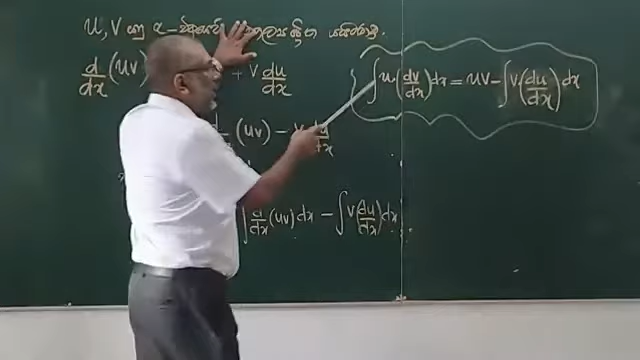 U, V යනු x-
d/dx (UV) + V du/dx
∫ u (dv/dx) dx = uv - ∫ v (du/dx) dx
(uv) - v du/dx
∫ d/dx (uv) dx - ∫ v (du/dx) dx